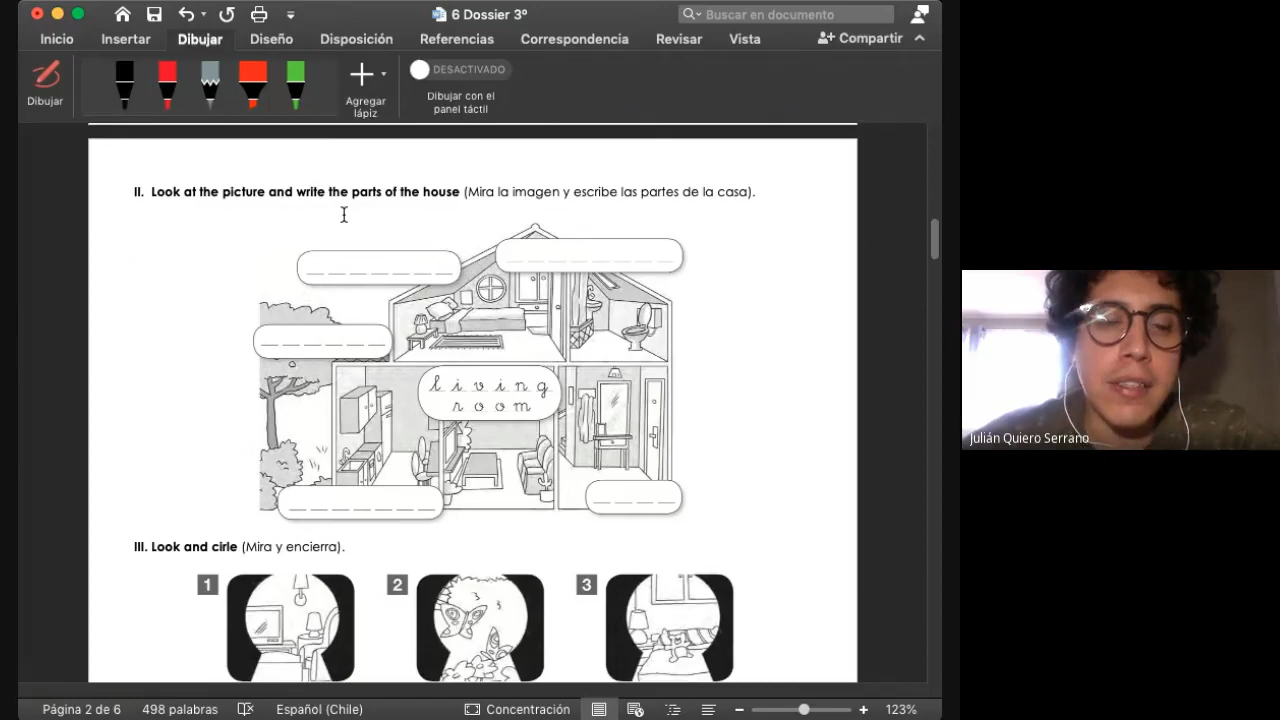 6 Dossier 3º
Buscar en documento
Inicio Insertar Dibujar Diseño Disposición Referencias Correspondencia Revisar Vista Compartir
DESACTIVADO
Dibujar
Agregar lápiz
Dibujar con el panel táctil
II. Look at the picture and write the parts of the house (Mira la imagen y escribe las partes de la casa).
living
room
III. Look and cirle (Mira y encierra).
1 2 3
Julián Quiero Serrano
Página 2 de 6 498 palabras Español (Chile) Concentración 123%